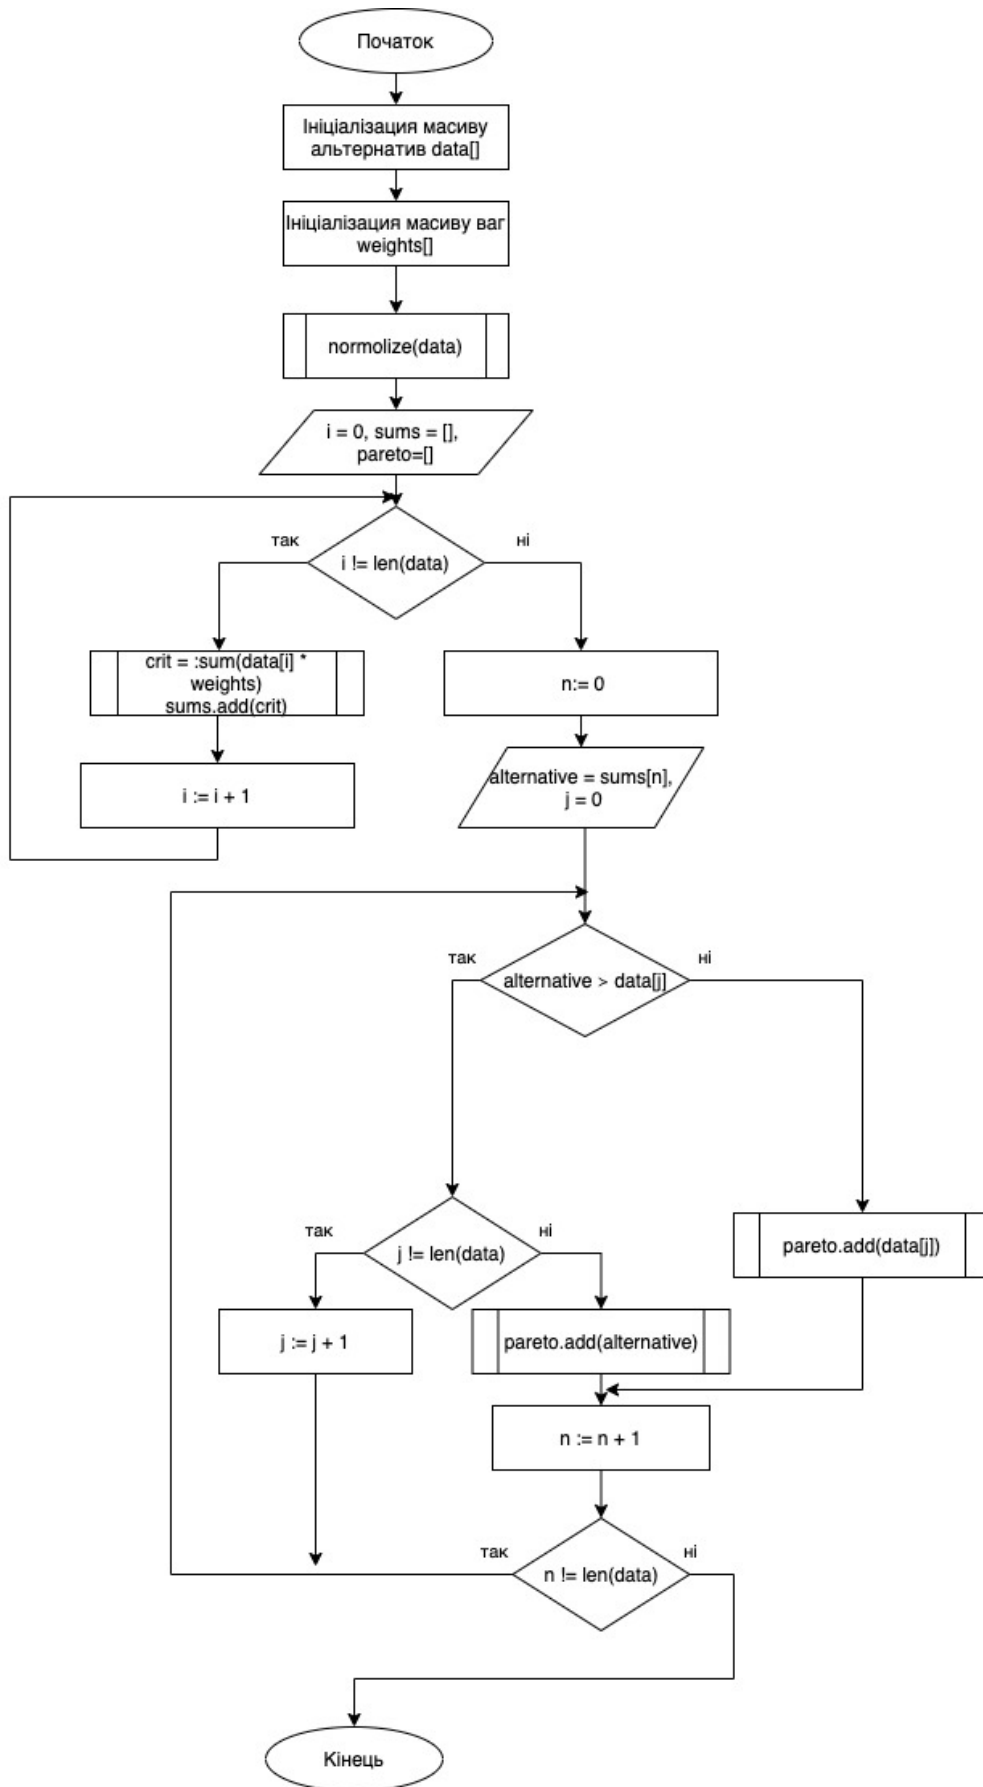 Початок
Ініціалізация масиву
альтернатив data[]
Ініціалізация масиву ваг
weights[]
normolize(data)
i = 0, sums = [],
pareto=[]
так
ні
i != len(data)
crit = :sum(data[i] *
weights)
sums.add(crit)
n:= 0
i := i + 1
alternative = sums[n],
j = 0
так
ні
alternative > data[j]
так
ні
j != len(data)
pareto.add(data[j])
j := j + 1
pareto.add(alternative)
n := n + 1
так
ні
n != len(data)
Кінець